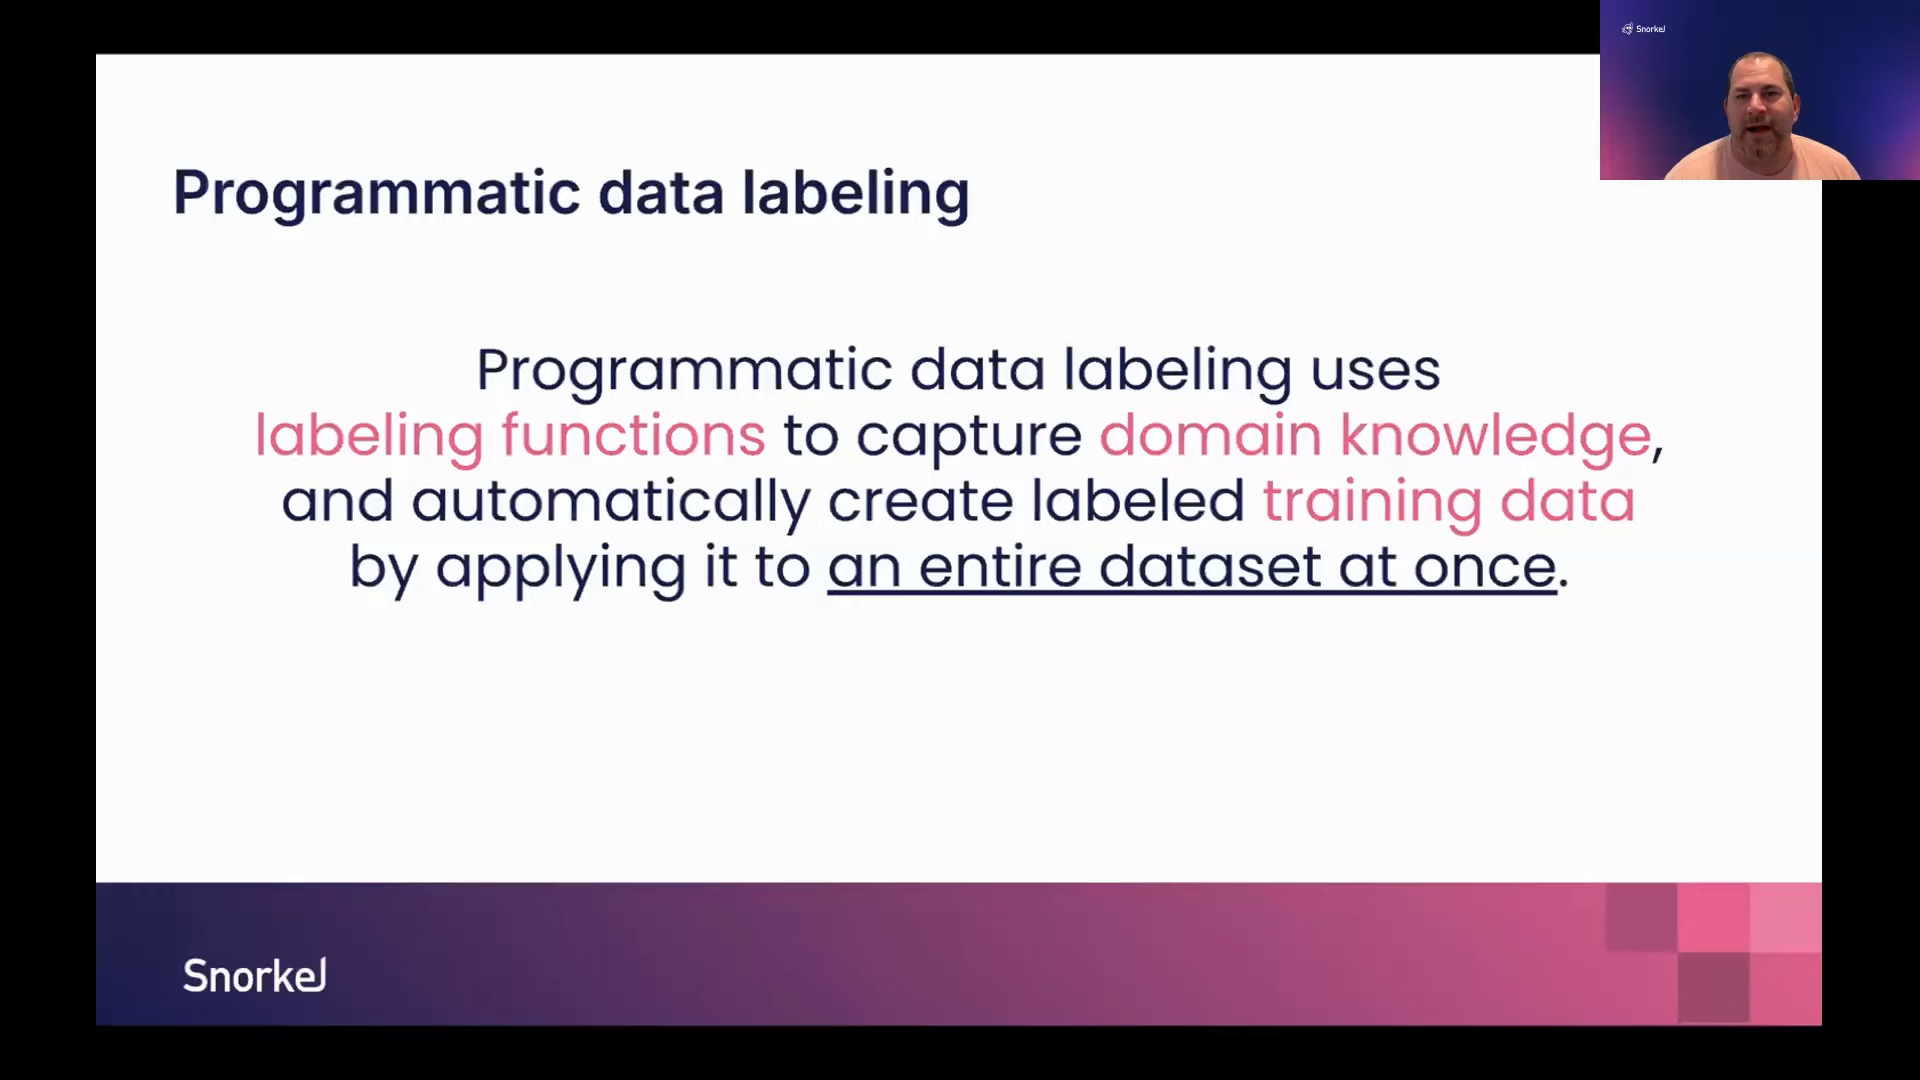 Snorkel
Programmatic data labeling
Programmatic data labeling uses
labeling functions to capture domain knowledge,
and automatically create labeled training data
by applying it to an entire dataset at once.
Snorkel